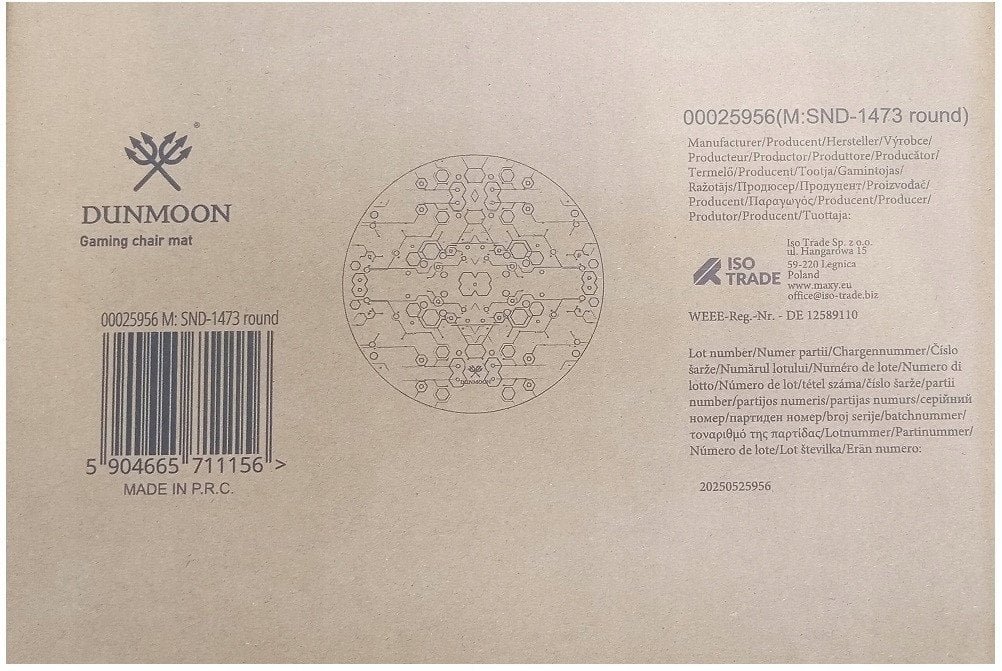 ®
DUNMOON
Gaming chair mat
00025956 M: SND-1473 round
5 904665 711156 >
MADE IN P.R.C.
DUNMOON
00025956(M:SND-1473 round)
Manufacturer/Producent/Hersteller/Výrobce/
Producteur/Productor/Produttore/Producător/
Termelő/Producent/Tootja/Gamintojas/
Ražotājs/Продюсер/Продуцент/Proizvođač/
Producent/Παραγωγός/Producent/Producer/
Produtor/Producent/Tuottaja:
ISO
TRADE
Iso Trade Sp. z o.o.
ul. Hangarowa 15
59-220 Legnica
Poland
www.maxy.eu
office@iso-trade.biz
WEEE-Reg.-Nr. - DE 12589110
Lot number/Numer partii/Chargennummer/Číslo
šarže/Numărul lotului/Numéro de lote/Numero di
lotto/Número de lot/tétel száma/číslo šarže/partii
number/partijos numeris/partijas numurs/серійний
номер/партиден номер/broj serije/batchnummer/
τοναριθμό της παρτίδας/Lotnummer/Partinummer/
Número de lote/Lot številka/Erän numero:
20250525956